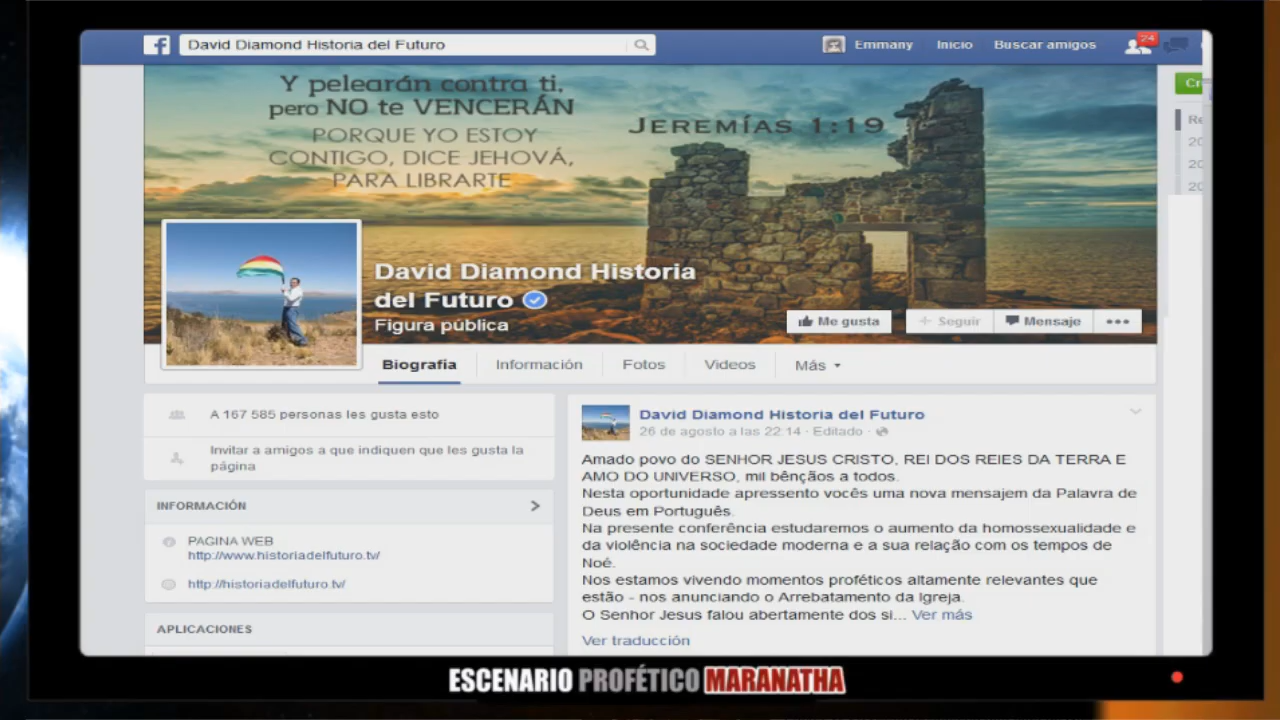 David Diamond Historia del Futuro
Emmany Inicio Buscar amigos 24
Y pelearán contra ti,
pero NO te VENCERÁN
PORQUE YO ESTOY
CONTIGO, DICE JEHOVÁ,
PARA LIBRARTE
JEREMÍAS 1:19
David Diamond Historia
del Futuro
Figura pública
Me gusta + Seguir Mensaje •••
Biografía Información Fotos Videos Más
A 167 585 personas les gusta esto
Invitar a amigos a que indiquen que les gusta la
página
INFORMACIÓN
PAGINA WEB
http://www.historiadelfuturo.tv/
http://historiadelfuturo.tv/
APLICACIONES
David Diamond Historia del Futuro
26 de agosto a las 22:14 · Editado ·
Amado povo do SENHOR JESUS CRISTO, REI DOS REIES DA TERRA E
AMO DO UNIVERSO, mil bênçãos a todos.
Nesta oportunidade apressento vocês uma nova mensajem da Palavra de
Deus em Português.
Na presente conferência estudaremos o aumento da homossexualidade e
da violência na sociedade moderna e a sua relação com os tempos de
Noé.
Nos estamos vivendo momentos proféticos altamente relevantes que
estão - nos anunciando o Arrebatamento da Igreja.
O Senhor Jesus falou abertamente dos si... Ver más
Ver traducción
ESCENARIO PROFÉTICO MARANATHA